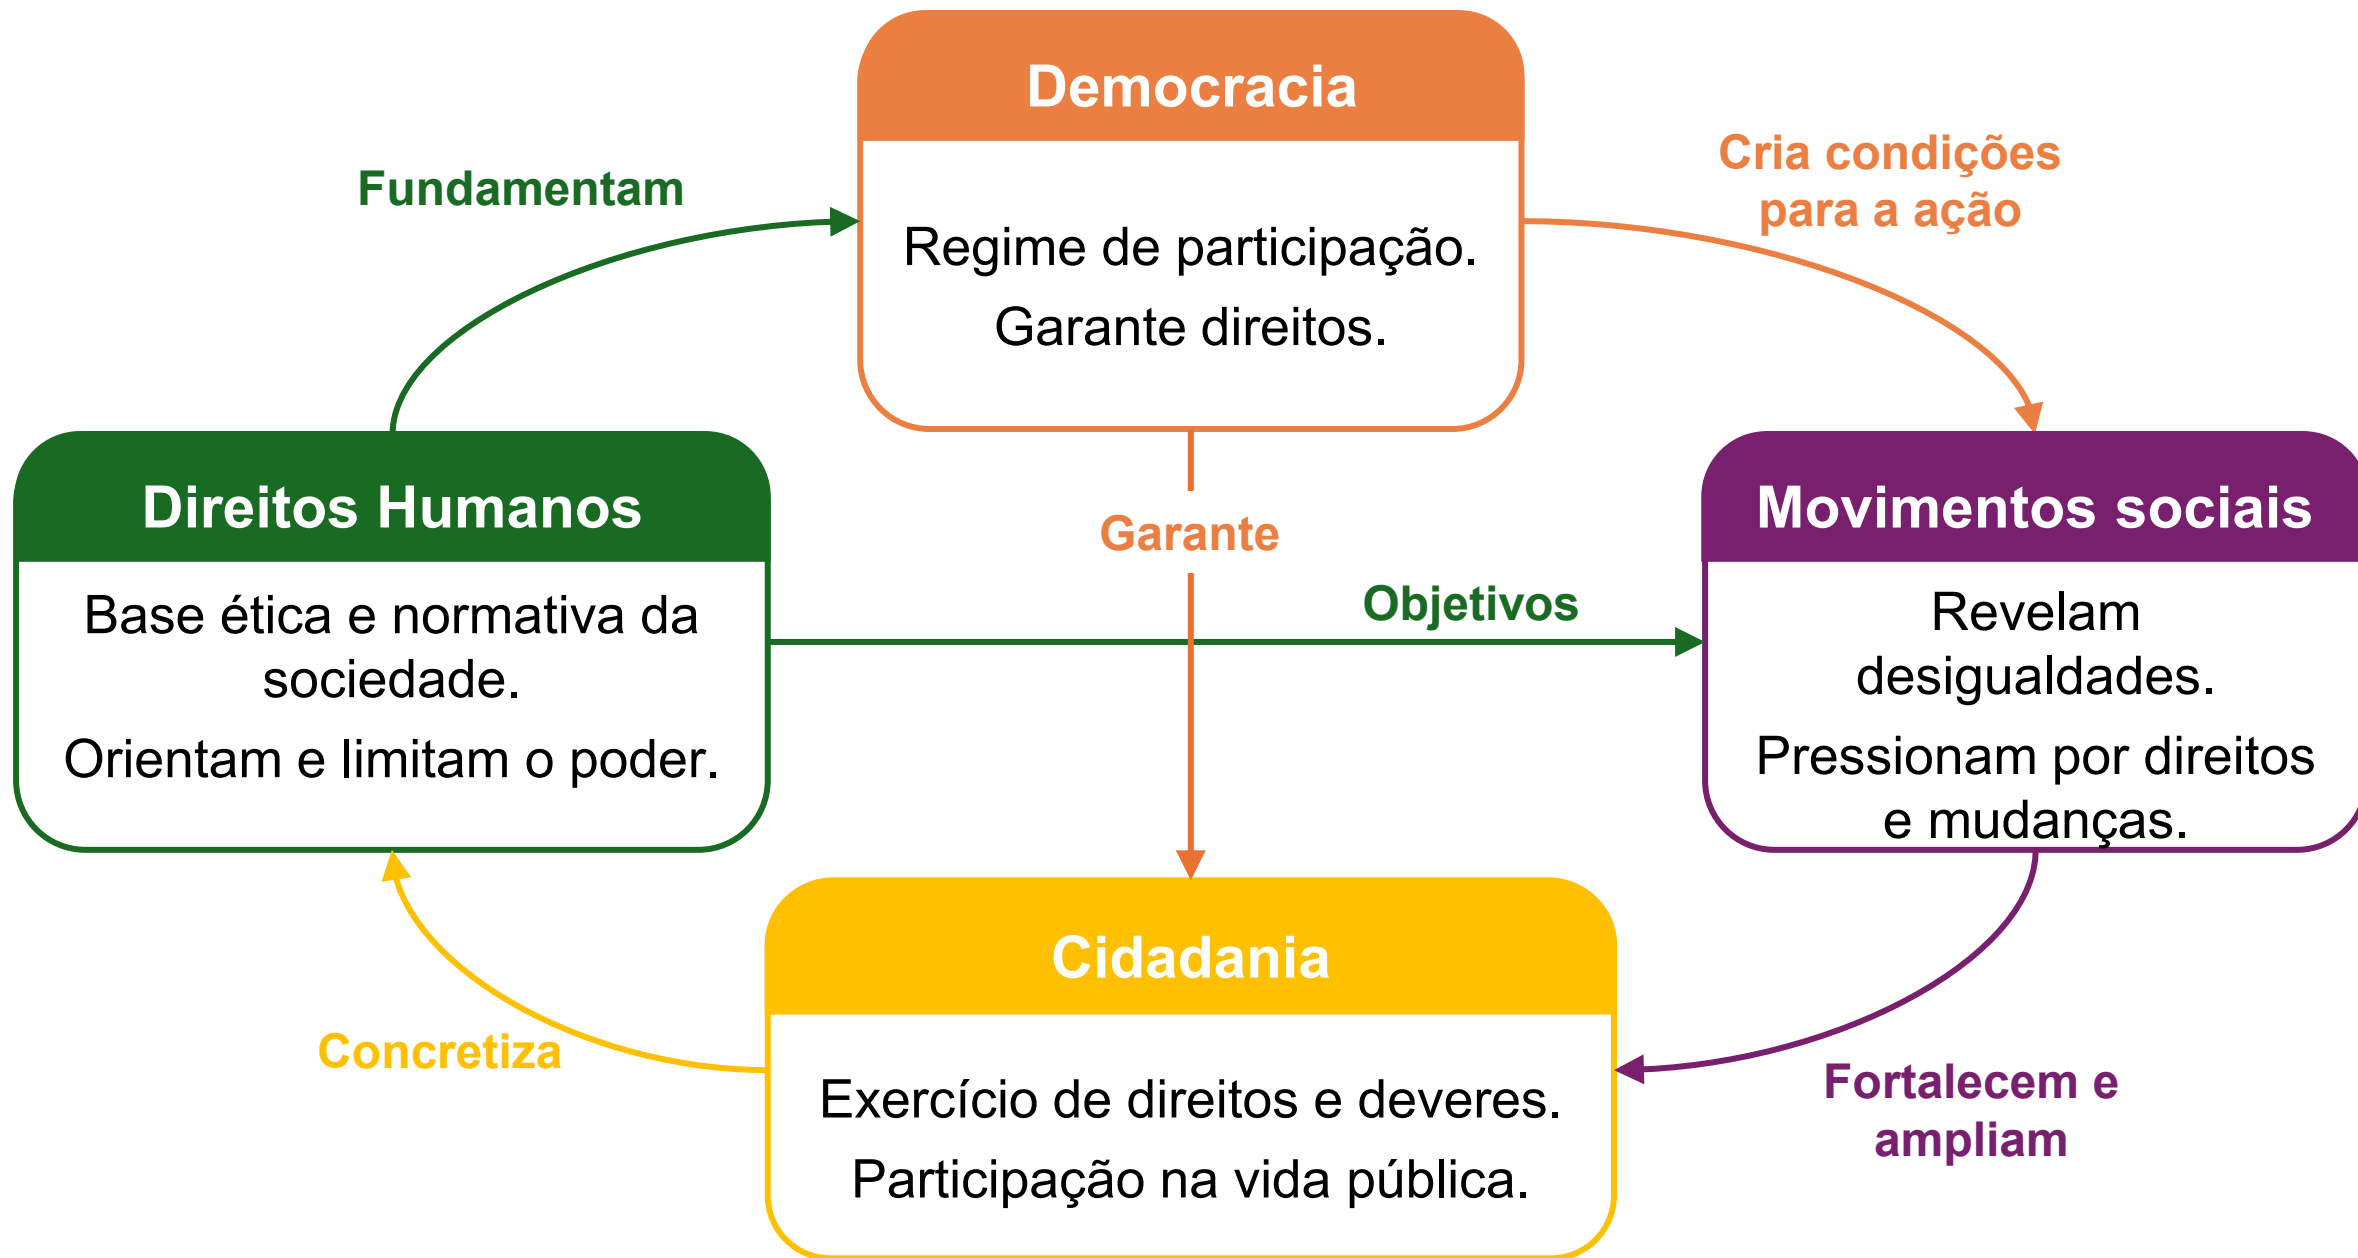 Democracia
Regime de participação.
Garante direitos.
Fundamentam
Cria condições
para a ação
Direitos Humanos
Base ética e normativa da
sociedade.
Orientam e limitam o poder.
Garante
Objetivos
Movimentos sociais
Revelam
desigualdades.
Pressionam por direitos
e mudanças.
Concretiza
Cidadania
Exercício de direitos e deveres.
Participação na vida pública.
Fortalecem e
ampliam